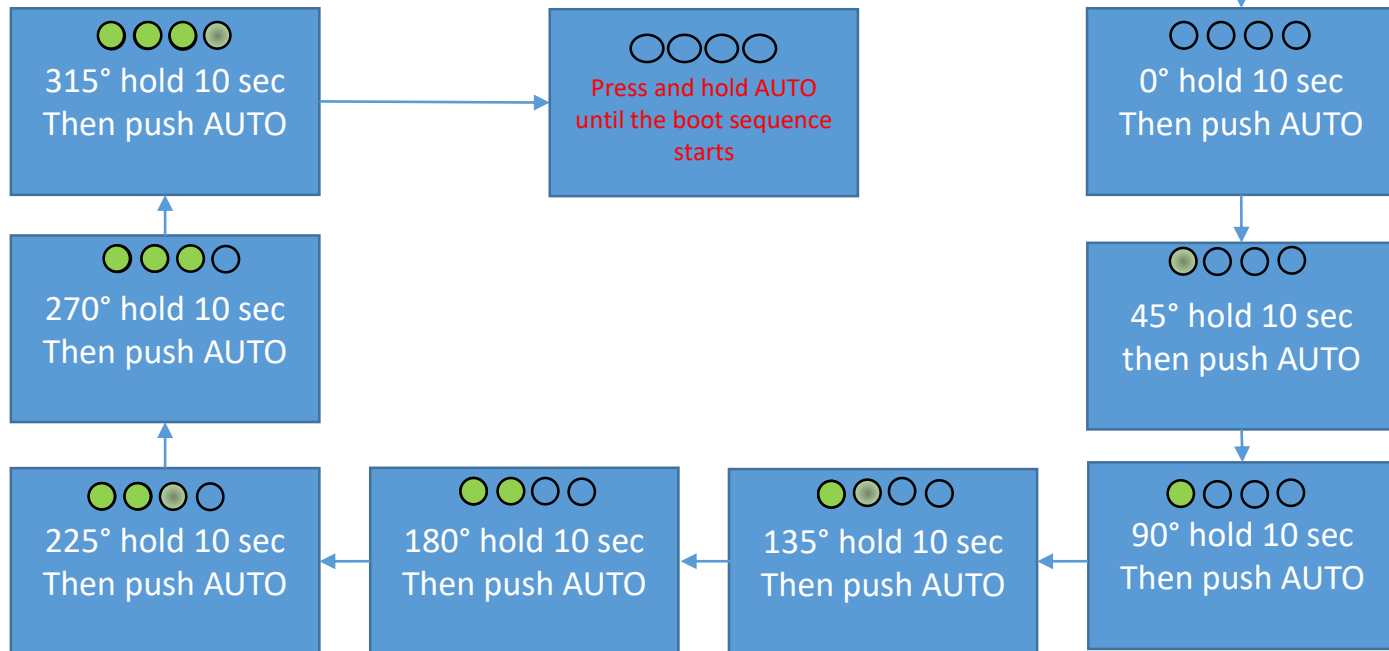 315° hold 10 sec
Then push AUTO
Press and hold AUTO
until the boot sequence
starts
0° hold 10 sec
Then push AUTO
45° hold 10 sec
then push AUTO
270° hold 10 sec
Then push AUTO
225° hold 10 sec
Then push AUTO
180° hold 10 sec
Then push AUTO
135° hold 10 sec
Then push AUTO
90° hold 10 sec
Then push AUTO